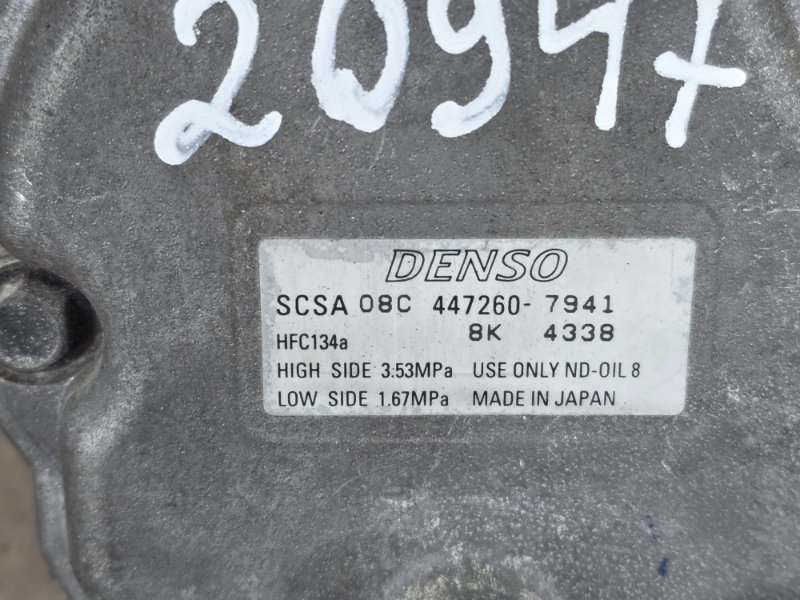 20947
DENSO
SCSA 08C 447260-7941
HFC134a 8K 4338
HIGH SIDE 3.53MPa USE ONLY ND-OIL 8
LOW SIDE 1.67MPa MADE IN JAPAN